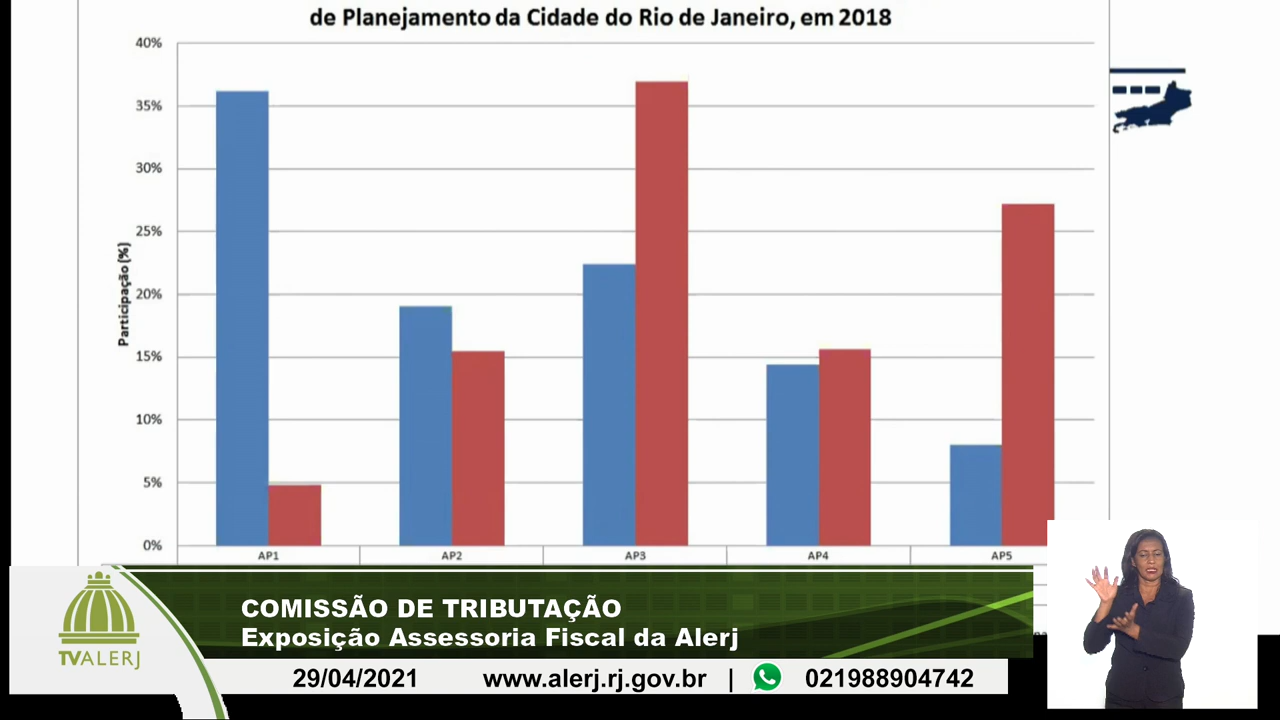 de Planejamento da Cidade do Rio de Janeiro, em 2018
40%
35%
30%
25%
20%
15%
10%
5%
0%
Participação (%)
AP1
AP2
AP3
AP4
AP5
TVALERJ
COMISSÃO DE TRIBUTAÇÃO
Exposição Assessoria Fiscal da Alerj
29/04/2021
www.alerj.rj.gov.br | 021988904742